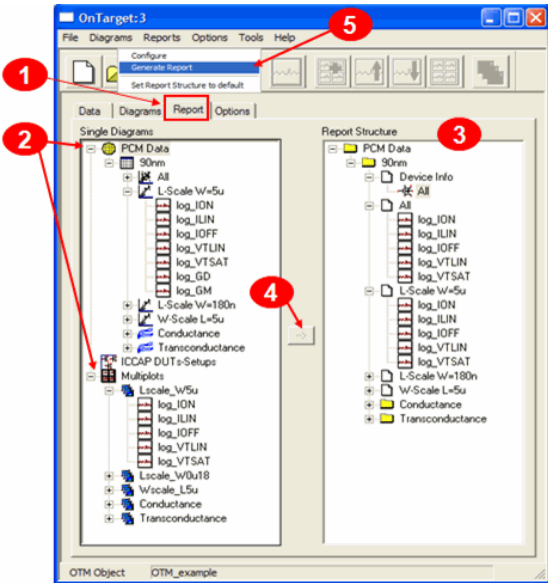 OnTarget:3
5
File Diagrams Reports Options Tools Help
Configure
Generate Report
Set Report Structure to default
1
Data Diagrams Report Options
2
Single Diagrams
PCM Data
90nm
All
L-Scale W=5u
log_ION
log_ILIN
log_IOFF
log_VTLIN
log_VTSAT
log_GD
log_GM
L-Scale W=180n
W-Scale L=5u
Conductance
Transconductance
ICCAP DUTs-Setups
Multiplots
Lscale_W5u
log_ION
log_ILIN
log_IOFF
log_VTLIN
log_VTSAT
Lscale_W0u18
Wscale_L5u
Conductance
Transconductance
4
->
Report Structure
3
PCM Data
90nm
Device Info
All
All
log_ION
log_ILIN
log_IOFF
log_VTLIN
log_VTSAT
L-Scale W=5u
log_ION
log_ILIN
log_IOFF
log_VTLIN
log_VTSAT
L-Scale W=180n
W-Scale L=5u
Conductance
Transconductance
OTM Object OTM_example